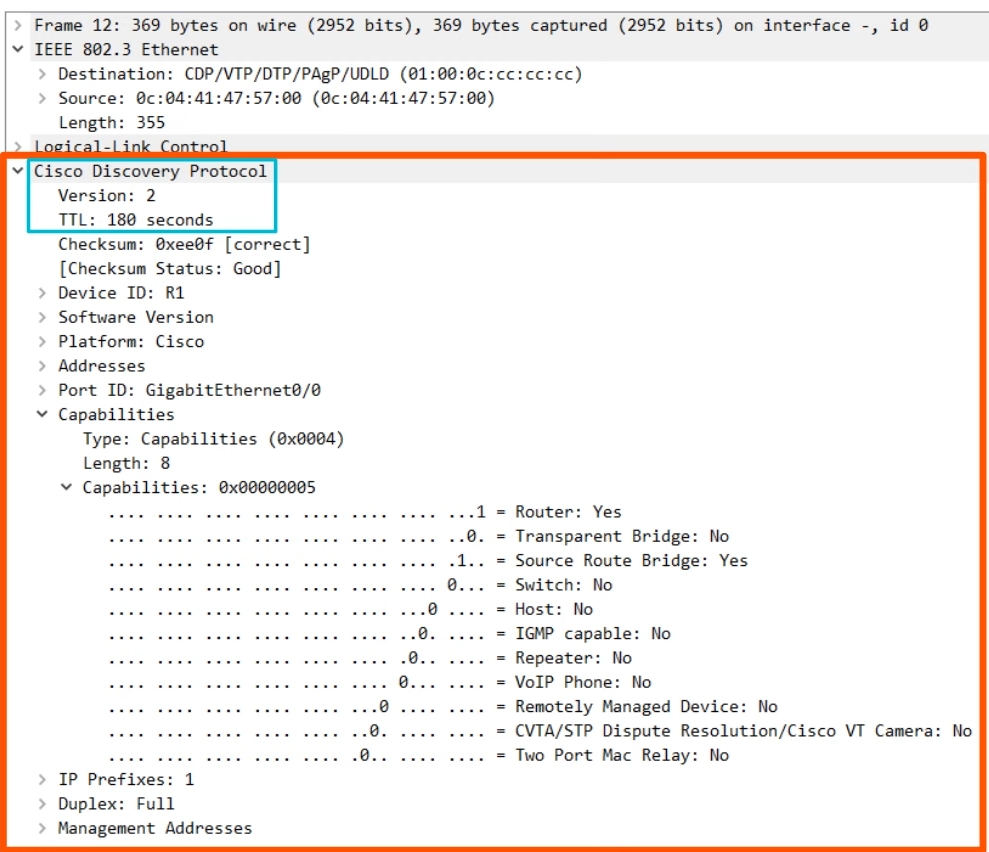 Frame 12: 369 bytes on wire (2952 bits), 369 bytes captured (2952 bits) on interface -, id 0
IEEE 802.3 Ethernet
Destination: CDP/VTP/DTP/PAgP/UDLD (01:00:0c:cc:cc:cc)
Source: 0c:04:41:47:57:00 (0c:04:41:47:57:00)
Length: 355
Logical-Link Control
Cisco Discovery Protocol
Version: 2
TTL: 180 seconds
Checksum: 0xee0f [correct]
[Checksum Status: Good]
Device ID: R1
Software Version
Platform: Cisco
Addresses
Port ID: GigabitEthernet0/0
Capabilities
Type: Capabilities (0x0004)
Length: 8
Capabilities: 0x00000005
.... .... .... .... .... .... .... ...1 = Router: Yes
.... .... .... .... .... .... .... ..0. = Transparent Bridge: No
.... .... .... .... .... .... .... .1.. = Source Route Bridge: Yes
.... .... .... .... .... .... .... 0... = Switch: No
.... .... .... .... .... .... ...0 .... = Host: No
.... .... .... .... .... .... ..0. .... = IGMP capable: No
.... .... .... .... .... .... .0.. .... = Repeater: No
.... .... .... .... .... .... 0... .... = VoIP Phone: No
.... .... .... .... .... ...0 .... .... = Remotely Managed Device: No
.... .... .... .... .... ..0. .... .... = CVTA/STP Dispute Resolution/Cisco VT Camera: No
.... .... .... .... .... .0.. .... .... = Two Port Mac Relay: No
IP Prefixes: 1
Duplex: Full
Management Addresses